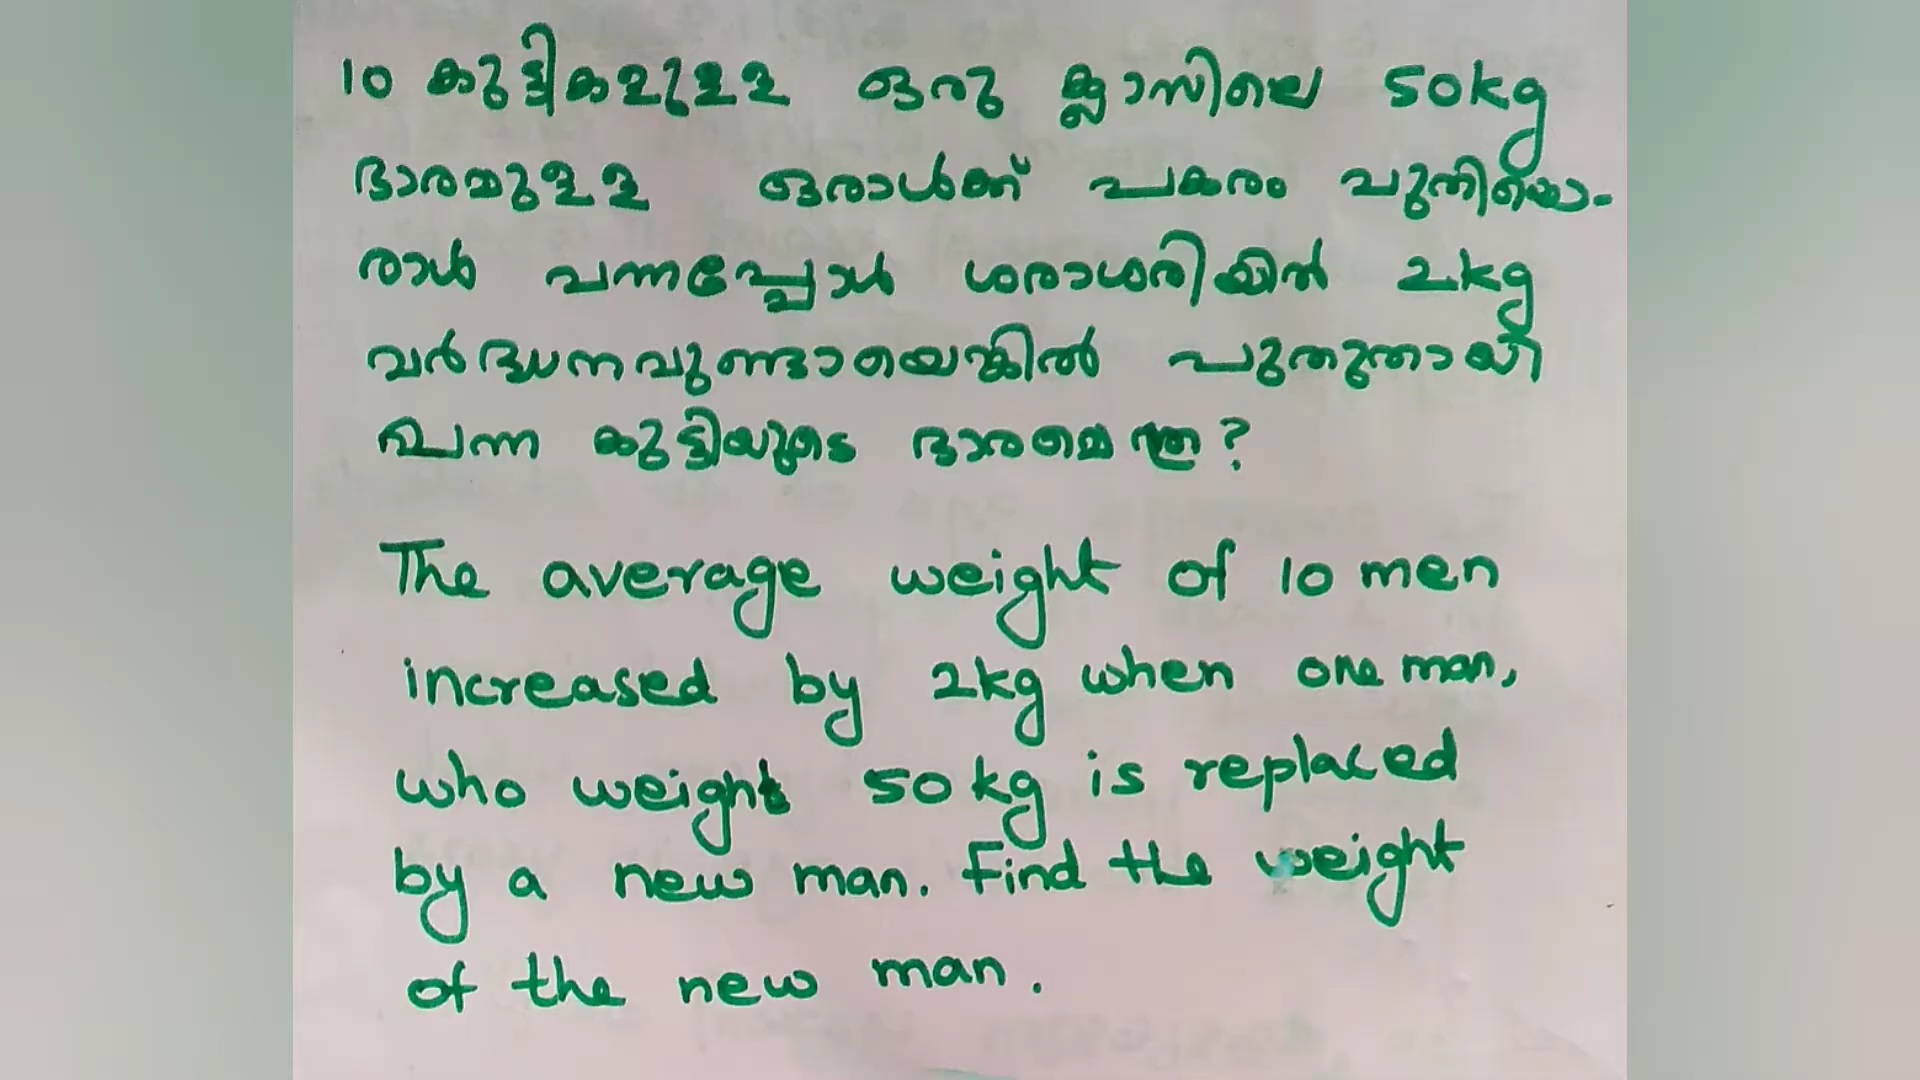 10 കുട്ടികളുള്ള ഒരു ക്ലാസിലെ 50kg
ഭാരമുള്ള ഒരാൾക്ക് പകരം പുതിയൊ-
രാൾ വന്നപ്പോൾ ശരാശരിയിൽ 2kg
വർദ്ധനവുണ്ടായെങ്കിൽ പുതുതായി
വന്ന കുട്ടിയുടെ ഭാരമെത്ര?
The average weight of 10 men
increased by 2kg when one man,
who weight 50kg is replaced
by a new man. Find the weight
of the new man.